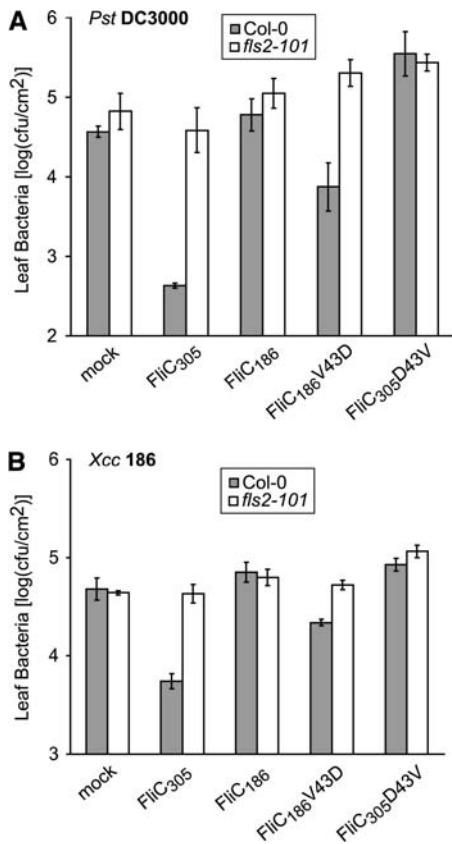 A
Pst DC3000
Col-0
fls2-101
Leaf Bacteria [log(cfu/cm²)]
6
5
4
3
2
mock
FliC₃₀₅
FliC₁₈₆
FliC₁₈₆V43D
FliC₃₀₅D43V
B
Xcc 186
Col-0
fls2-101
Leaf Bacteria [log(cfu/cm²)]
6
5
4
3
mock
FliC₃₀₅
FliC₁₈₆
FliC₁₈₆V43D
FliC₃₀₅D43V